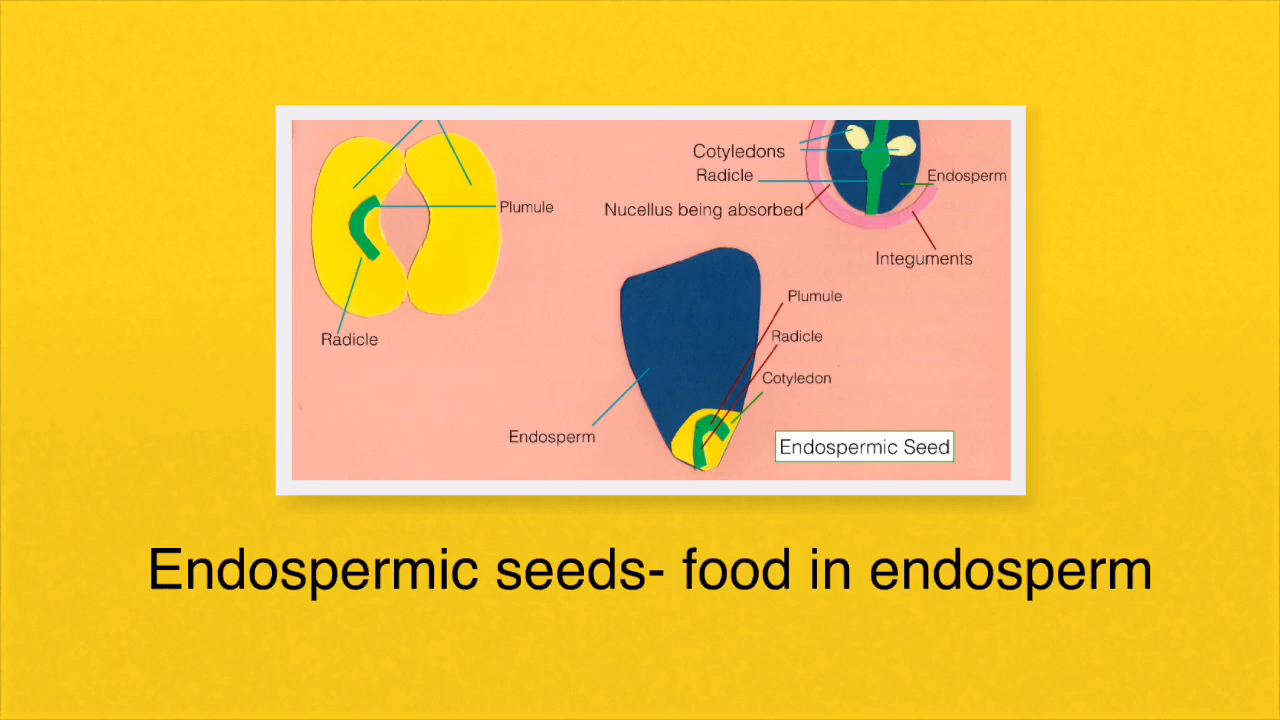 Plumule
Radicle
Cotyledons
Radicle
Endosperm
Nucellus being absorbed
Integuments
Plumule
Radicle
Cotyledon
Endosperm
Endospermic Seed
Endospermic seeds- food in endosperm